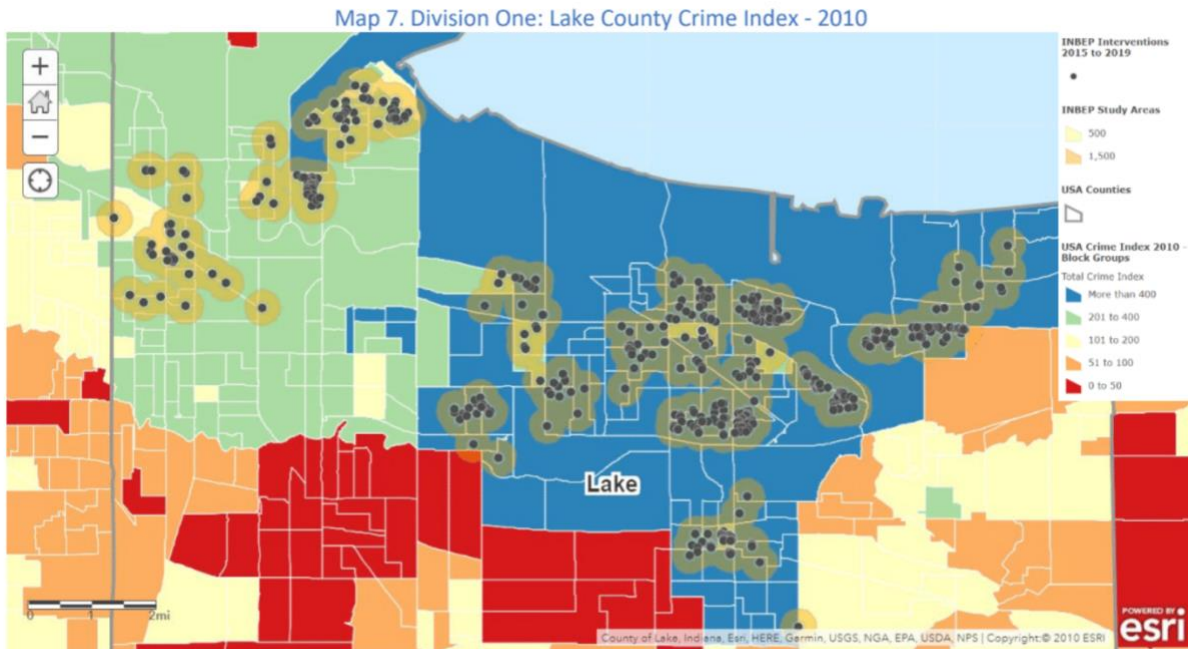 Map 7. Division One: Lake County Crime Index - 2010
INBEP Interventions
2015 to 2019
INBEP Study Areas
500
1,500
USA Counties
USA Crime Index 2010 -
Block Groups
Total Crime Index
More than 400
201 to 400
101 to 200
51 to 100
0 to 50
Lake
0 1 2mi
County of Lake, Indiana, Esri, HERE, Garmin, USGS, NGA, EPA, USDA, NPS | Copyright:© 2010 ESRI
POWERED BY
esri